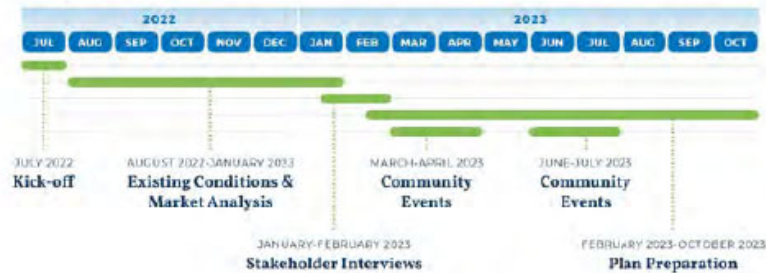 2022 2023
JUL AUG SEP OCT NOV DEC JAN FEB MAR APR MAY JUN JUL AUG SEP OCT
JULY 2022 AUGUST 2022-JANUARY 2023 MARCH-APRIL 2023 JUNE-JULY 2023
Kick-off Existing Conditions & Community Community
Market Analysis Events Events
JANUARY-FEBRUARY 2023 FEBRUARY 2023-OCTOBER 2023
Stakeholder Interviews Plan Preparation